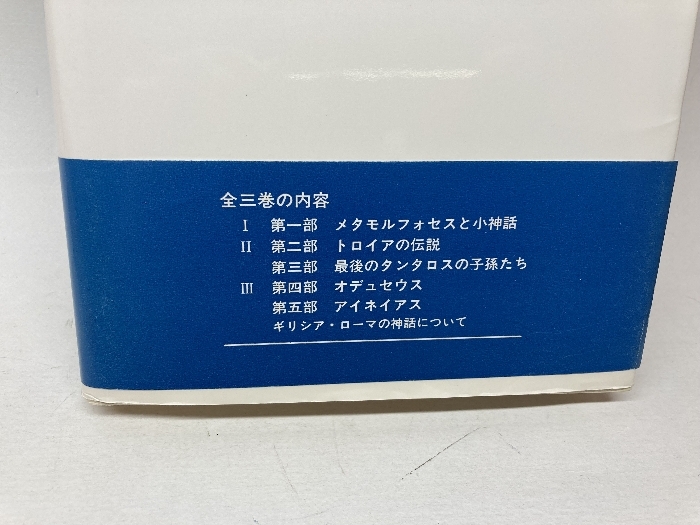 全三巻の内容
Ⅰ 第一部 メタモルフォセスと小神話
Ⅱ 第二部 トロイアの伝説
第三部 最後のタンタロスの子孫たち
Ⅲ 第四部 オデュセウス
第五部 アイネイアス
ギリシア・ローマの神話について